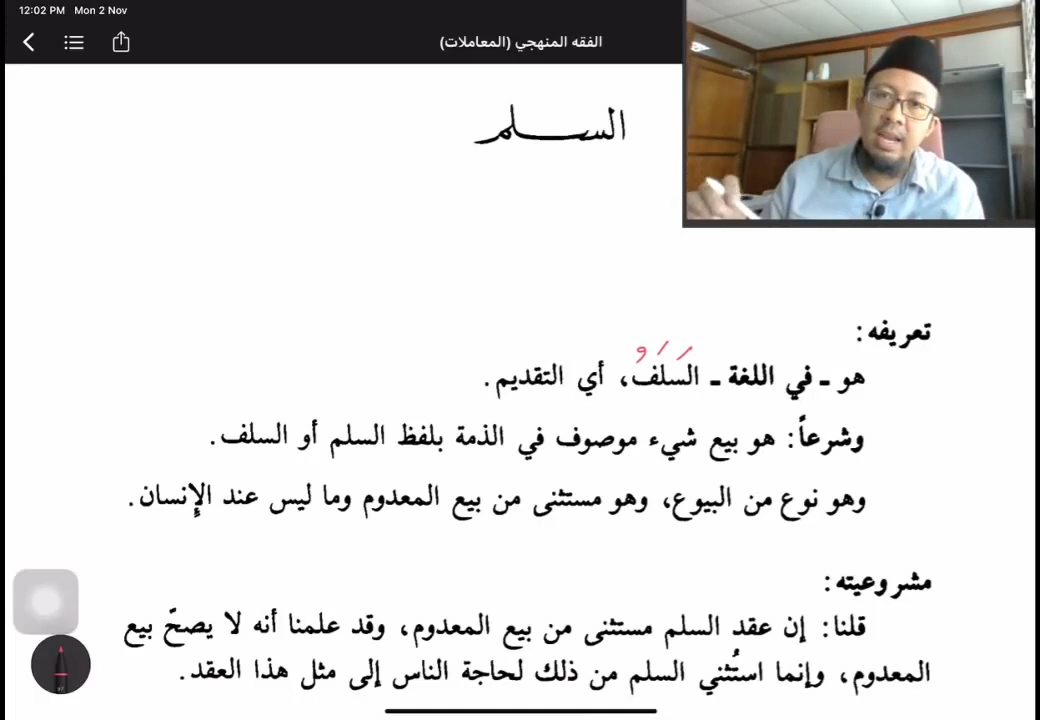 12:02 PM Mon 2 Nov
الفقه المنهجي (المعاملات)
السلم
تعريفه:
هو ـ في اللغة ـ السلف، أي التقديم.
وشرعاً: هو بيع شيء موصوف في الذمة بلفظ السلم أو السلف.
وهو نوع من البيوع، وهو مستثنى من بيع المعدوم وما ليس عند الإنسان.
مشروعيته:
قلنا: إن عقد السلم مستثنى من بيع المعدوم، وقد علمنا أنه لا يصحّ بيع
المعدوم، وإنما استُثني السلم من ذلك لحاجة الناس إلى مثل هذا العقد.